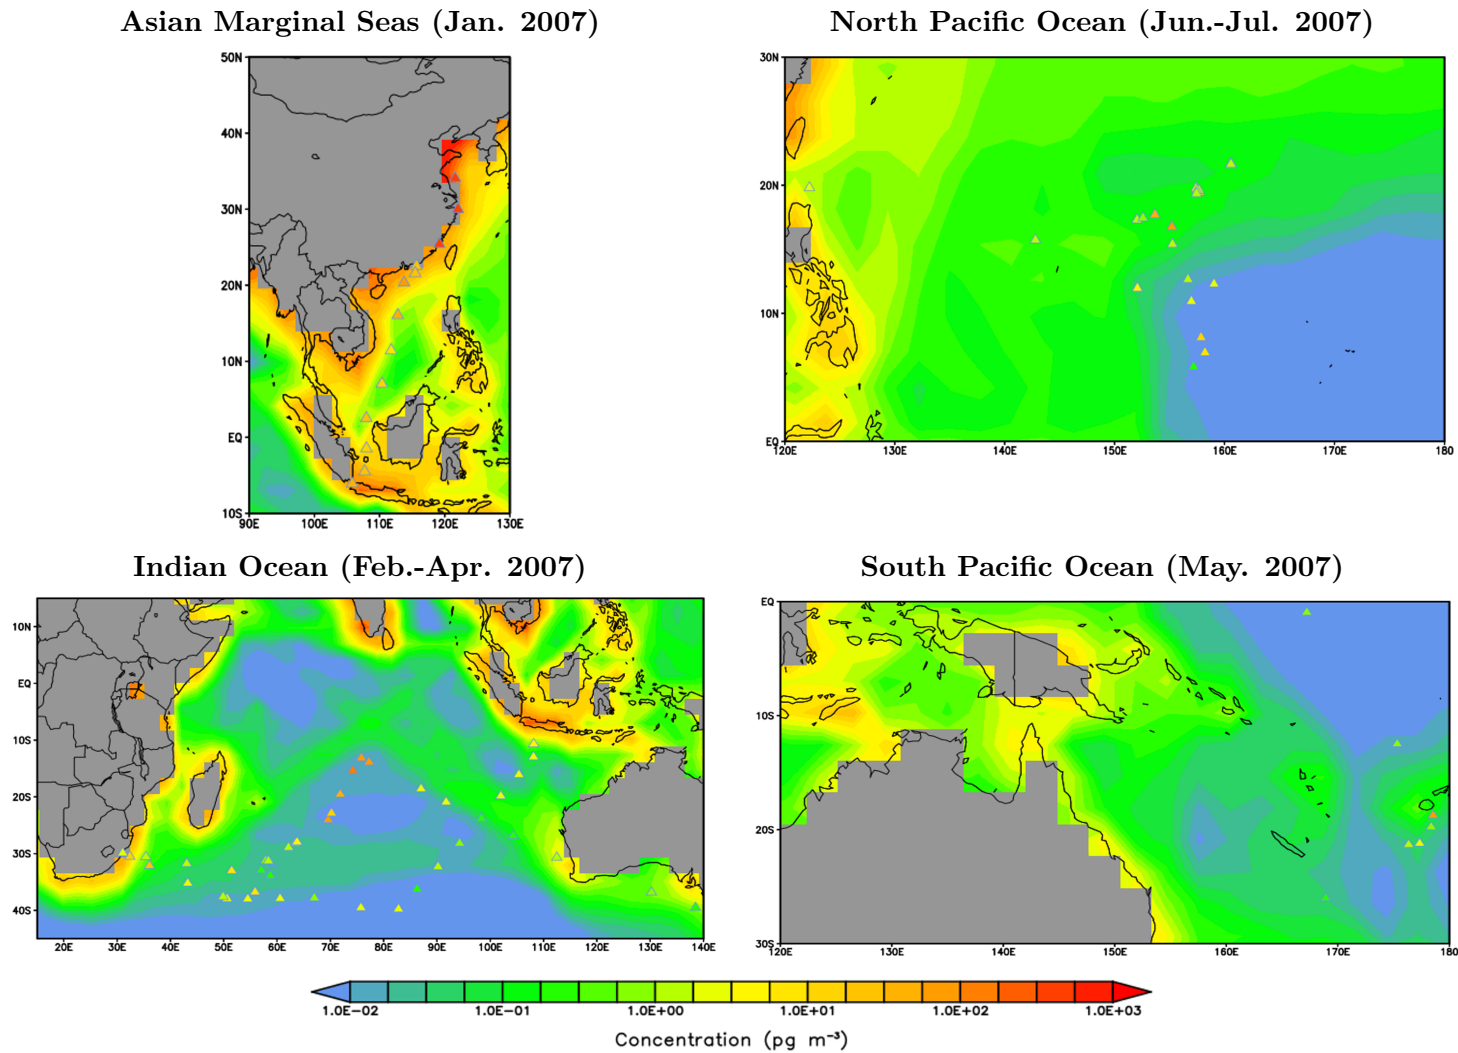 Asian Marginal Seas (Jan. 2007)
North Pacific Ocean (Jun.-Jul. 2007)
50N
40N
30N
20N
10N
EQ
10S
90E 100E 110E 120E 130E
30N
20N
10N
EQ
120E 130E 140E 150E 160E 170E 180
Indian Ocean (Feb.-Apr. 2007)
South Pacific Ocean (May. 2007)
10N
EQ
10S
20S
30S
40S
20E 30E 40E 50E 60E 70E 80E 90E 100E 110E 120E 130E 140E
EQ
10S
20S
30S
120E 130E 140E 150E 160E 170E 180
1.0E-02 1.0E-01 1.0E+00 1.0E+01 1.0E+02 1.0E+03
Concentration (pg m⁻³)